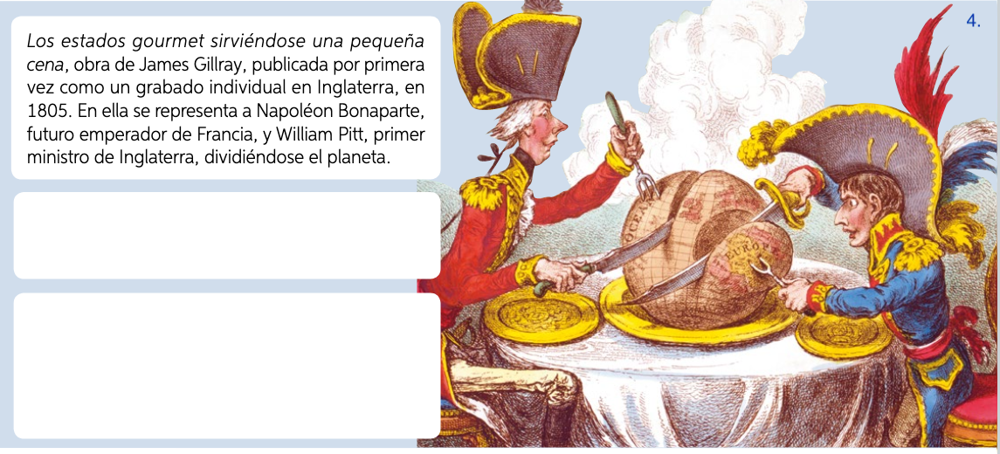 Los estados gourmet sirviéndose una pequeña
cena, obra de James Gillray, publicada por primera
vez como un grabado individual en Inglaterra, en
1805. En ella se representa a Napoléon Bonaparte,
futuro emperador de Francia, y William Pitt, primer
ministro de Inglaterra, dividiéndose el planeta.
4.
OCEAN
EUROPE